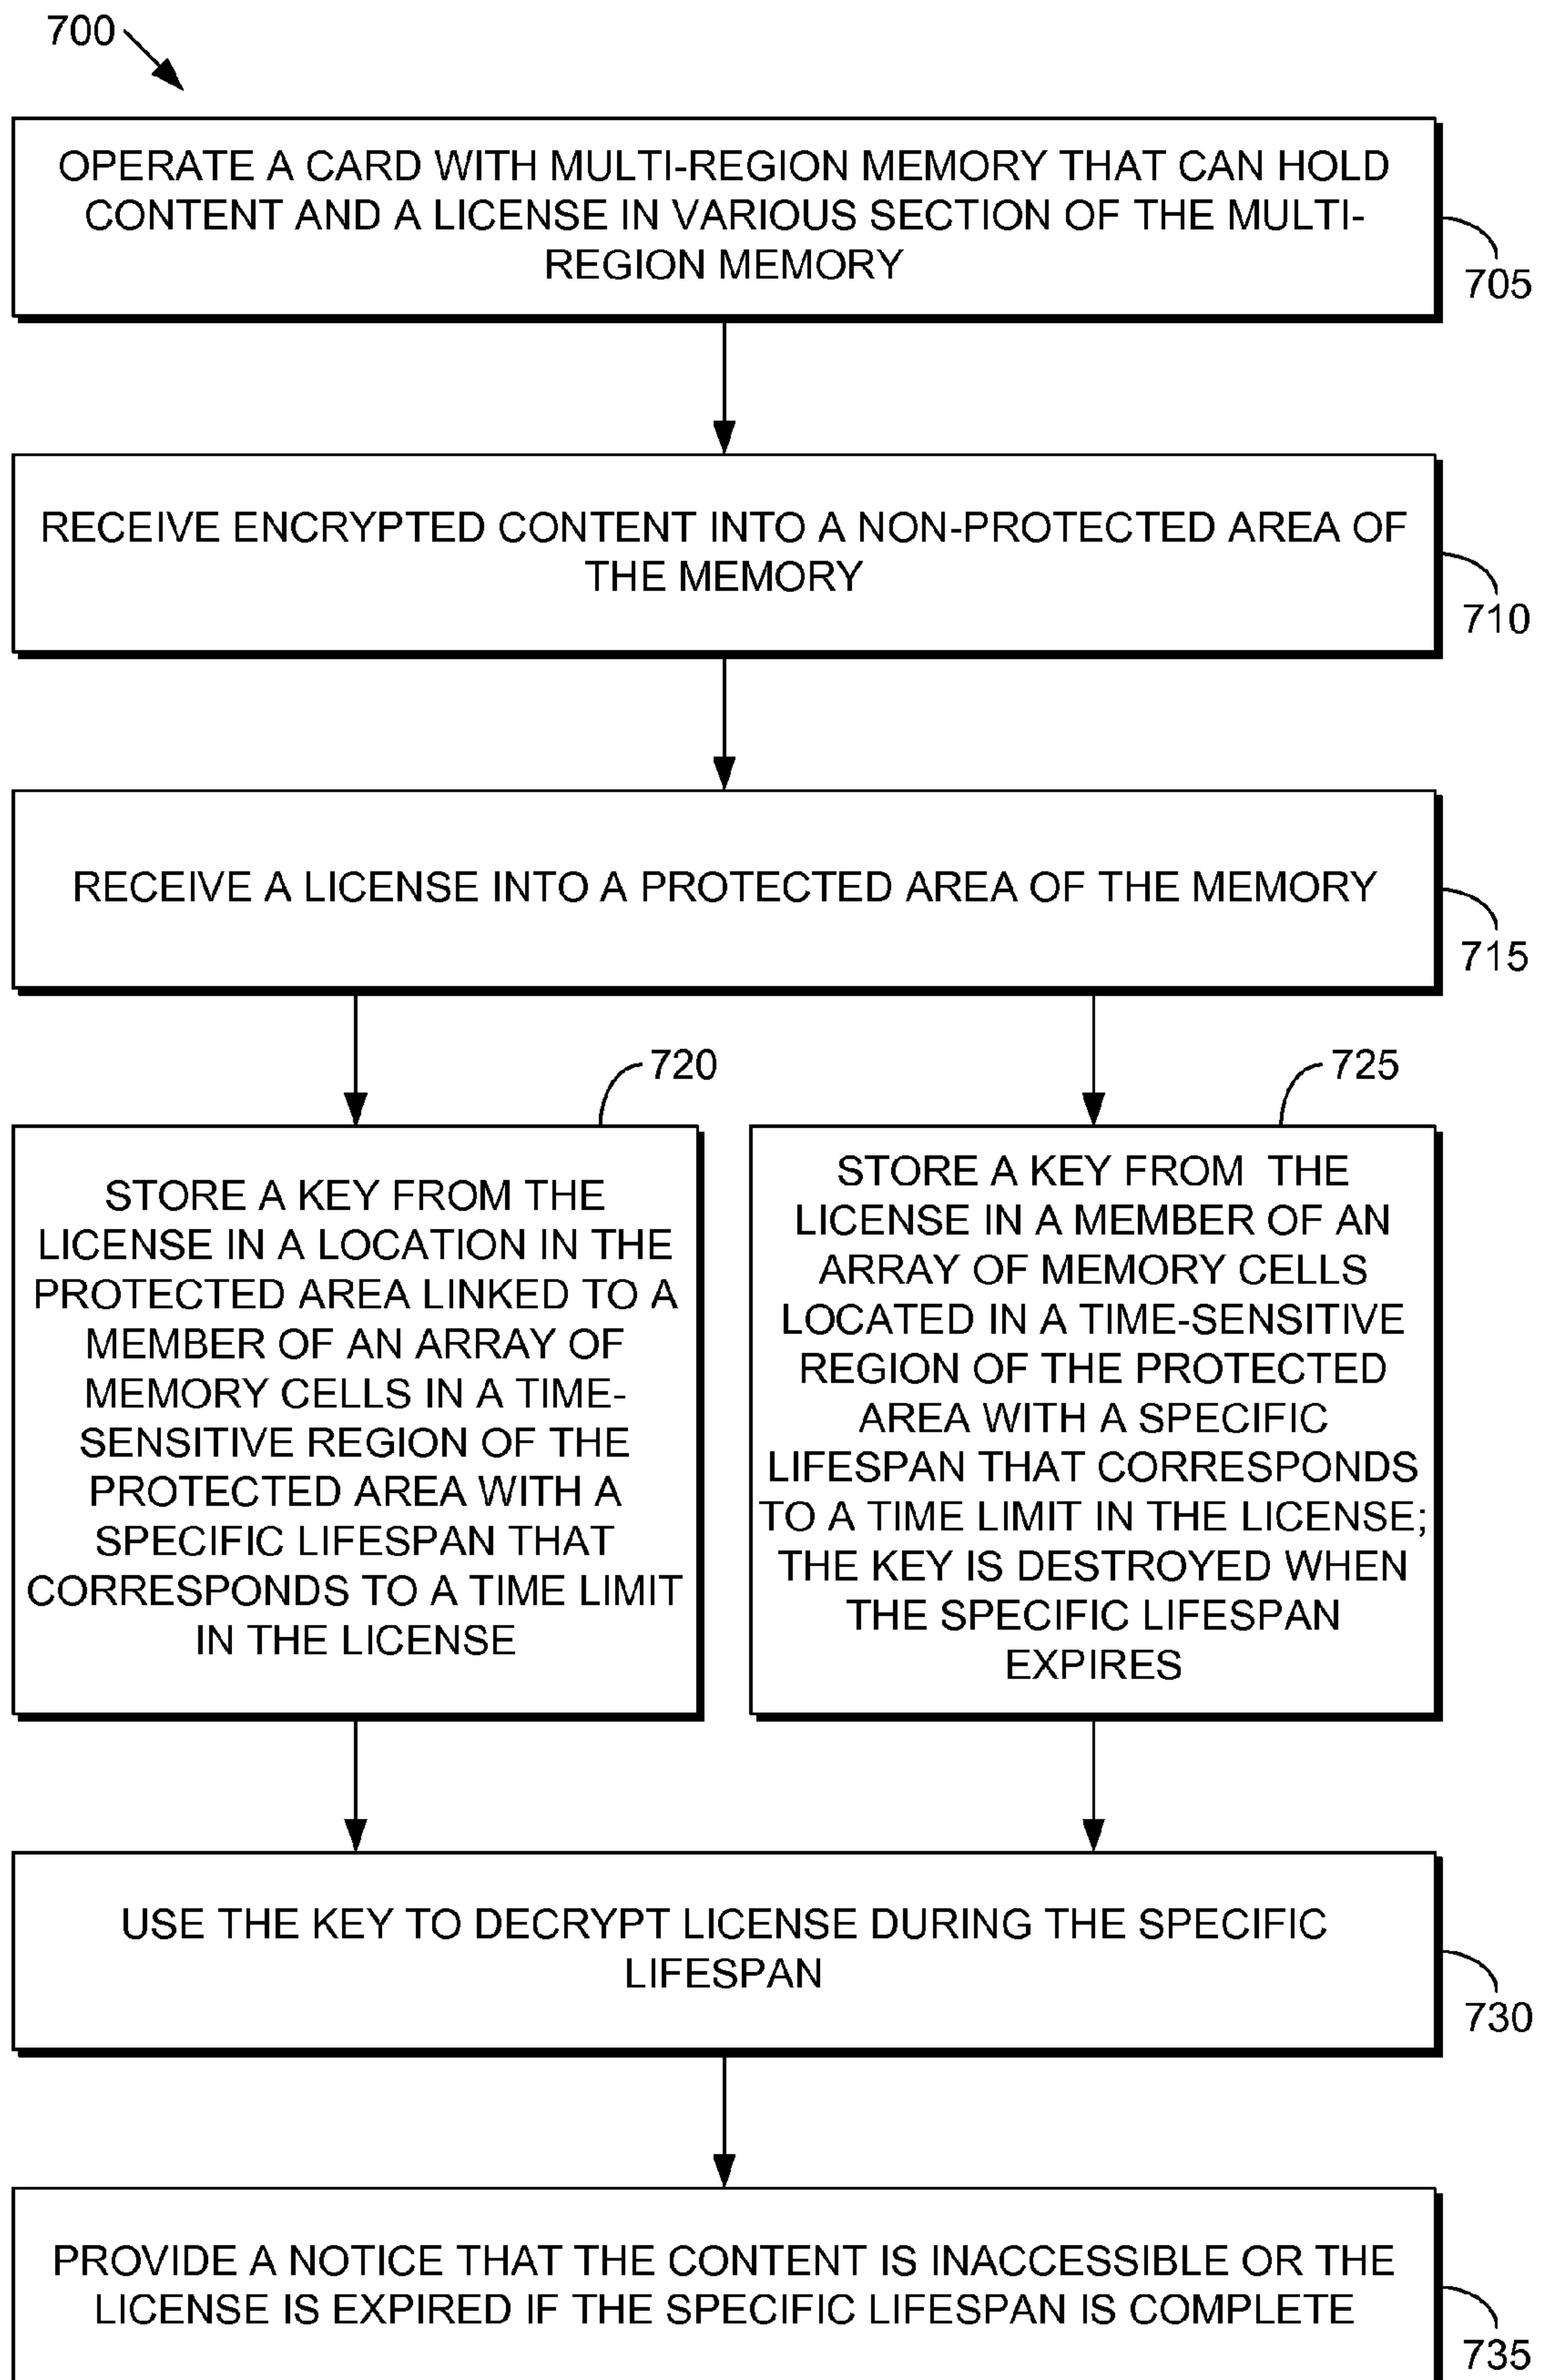 700
OPERATE A CARD WITH MULTI-REGION MEMORY THAT CAN HOLD
CONTENT AND A LICENSE IN VARIOUS SECTION OF THE MULTI-
REGION MEMORY
705
RECEIVE ENCRYPTED CONTENT INTO A NON-PROTECTED AREA OF
THE MEMORY
710
RECEIVE A LICENSE INTO A PROTECTED AREA OF THE MEMORY
715
720
STORE A KEY FROM THE
LICENSE IN A LOCATION IN THE
PROTECTED AREA LINKED TO A
MEMBER OF AN ARRAY OF
MEMORY CELLS IN A TIME-
SENSITIVE REGION OF THE
PROTECTED AREA WITH A
SPECIFIC LIFESPAN THAT
CORRESPONDS TO A TIME LIMIT
IN THE LICENSE
725
STORE A KEY FROM THE
LICENSE IN A MEMBER OF AN
ARRAY OF MEMORY CELLS
LOCATED IN A TIME-SENSITIVE
REGION OF THE PROTECTED
AREA WITH A SPECIFIC
LIFESPAN THAT CORRESPONDS
TO A TIME LIMIT IN THE LICENSE;
THE KEY IS DESTROYED WHEN
THE SPECIFIC LIFESPAN
EXPIRES
USE THE KEY TO DECRYPT LICENSE DURING THE SPECIFIC
LIFESPAN
730
PROVIDE A NOTICE THAT THE CONTENT IS INACCESSIBLE OR THE
LICENSE IS EXPIRED IF THE SPECIFIC LIFESPAN IS COMPLETE
735